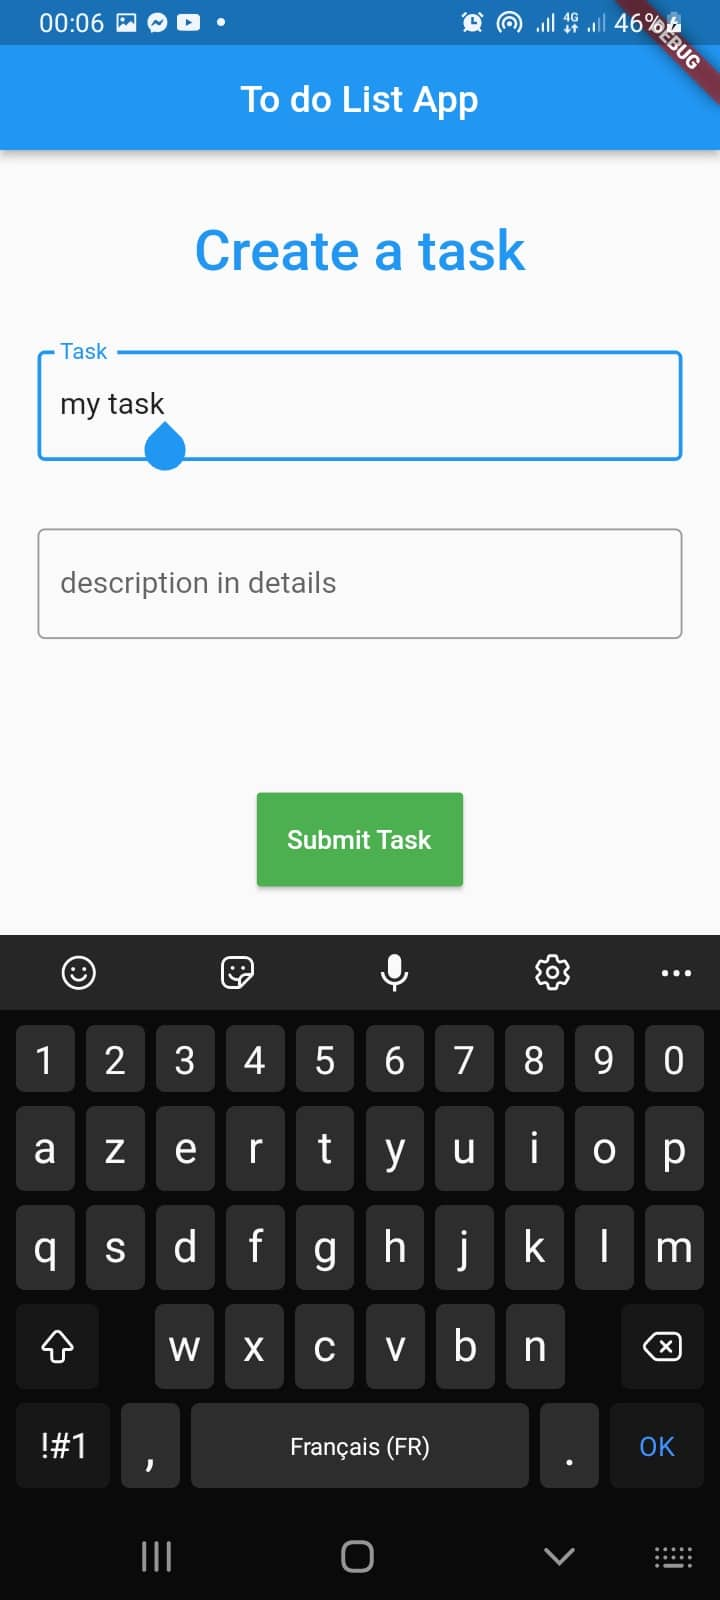 00:06 4G 46%
DEBUG
To do List App
Create a task
Task
my task
description in details
Submit Task
1 2 3 4 5 6 7 8 9 0
a z e r t y u i o p
q s d f g h j k l m
w x c v b n
!#1 , Français (FR) . OK